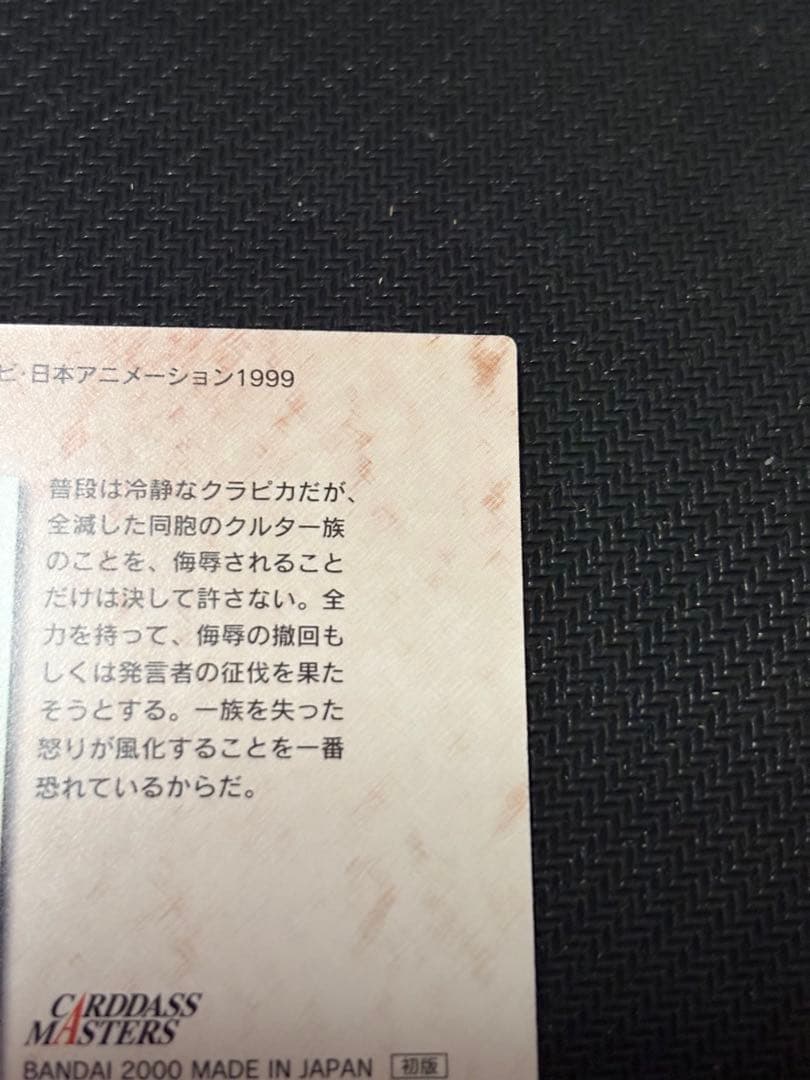 ビ・日本アニメーション1999
普段は冷静なクラピカだが、
全滅した同胞のクルタ一族
のことを、侮辱されること
だけは決して許さない。全
力を持って、侮辱の撤回も
しくは発言者の征伐を果た
そうとする。一族を失った
怒りが風化することを一番
恐れているからだ。
CARDDASS
MASTERS
BANDAI 2000 MADE IN JAPAN 初版